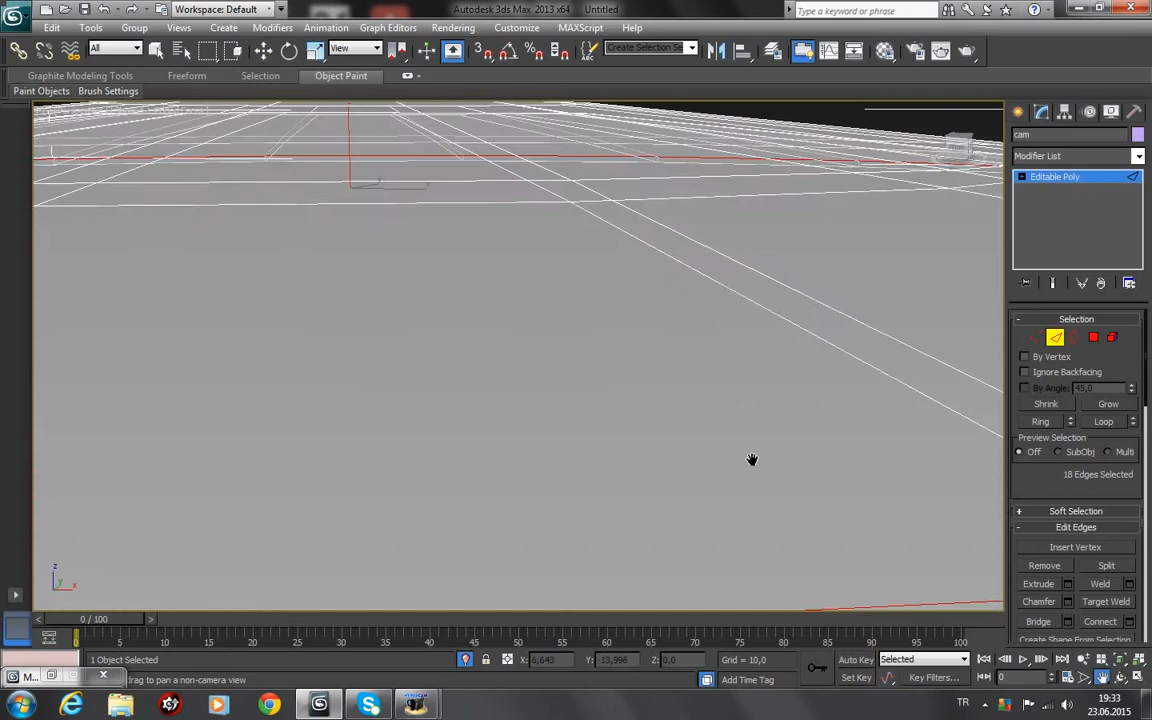 Workspace: Default
Autodesk 3ds Max 2013 x64 Untitled
Type a keyword or phrase
Edit Tools Group Views Create Modifiers Animation Graph Editors Rendering Customize MAXScript Help
All
View
Create Selection Se
Graphite Modeling Tools Freeform Selection Object Paint
Paint Objects Brush Settings
cam
Modifier List
Editable Poly
Selection
By Vertex
Ignore Backfacing
By Angle: 45,0
Shrink Grow
Ring Loop
Preview Selection
Off SubObj Multi
18 Edges Selected
Soft Selection
Edit Edges
Insert Vertex
Remove Split
Extrude Weld
Chamfer Target Weld
Bridge Connect
Create Shape From Selection
z
y x
0 / 100
0 5 10 15 20 25 30 35 40 45 50 55 60 65 70 75 80 85 90 95 100
1 Object Selected X: 6,643 Y: -13,996 Z: 0,0 Grid = 10,0 Auto Key Selected
M... drag to pan a non-camera view Add Time Tag Set Key Key Filters... 0
TR 19:33
23.06.2015